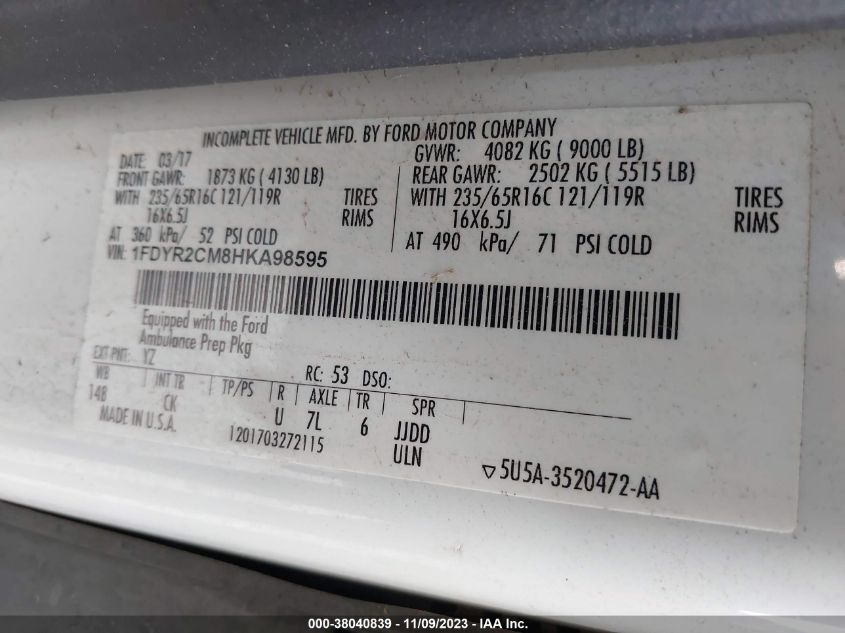 INCOMPLETE VEHICLE MFD. BY FORD MOTOR COMPANY
DATE: 03/17 GVWR: 4082 KG ( 9000 LB)
FRONT GAWR: 1873 KG ( 4130 LB) REAR GAWR: 2502 KG ( 5515 LB)
WITH 235/65R16C 121/119R TIRES WITH 235/65R16C 121/119R TIRES
16X6.5J RIMS 16X6.5J RIMS
AT 360 kPa/ 52 PSI COLD AT 490 kPa/ 71 PSI COLD
VIN: 1FDYR2CM8HKA98595
Equipped with the Ford
Ambulance Prep Pkg
EXT PNT: YZ RC: 53 DSO:
WB INT TR TP/PS R AXLE TR SPR
148 CK U 7L 6 JJDD
MADE IN U.S.A. 1201703272115 ULN
5U5A-3520472-AA
000-38040839 - 11/09/2023 - IAAI.com